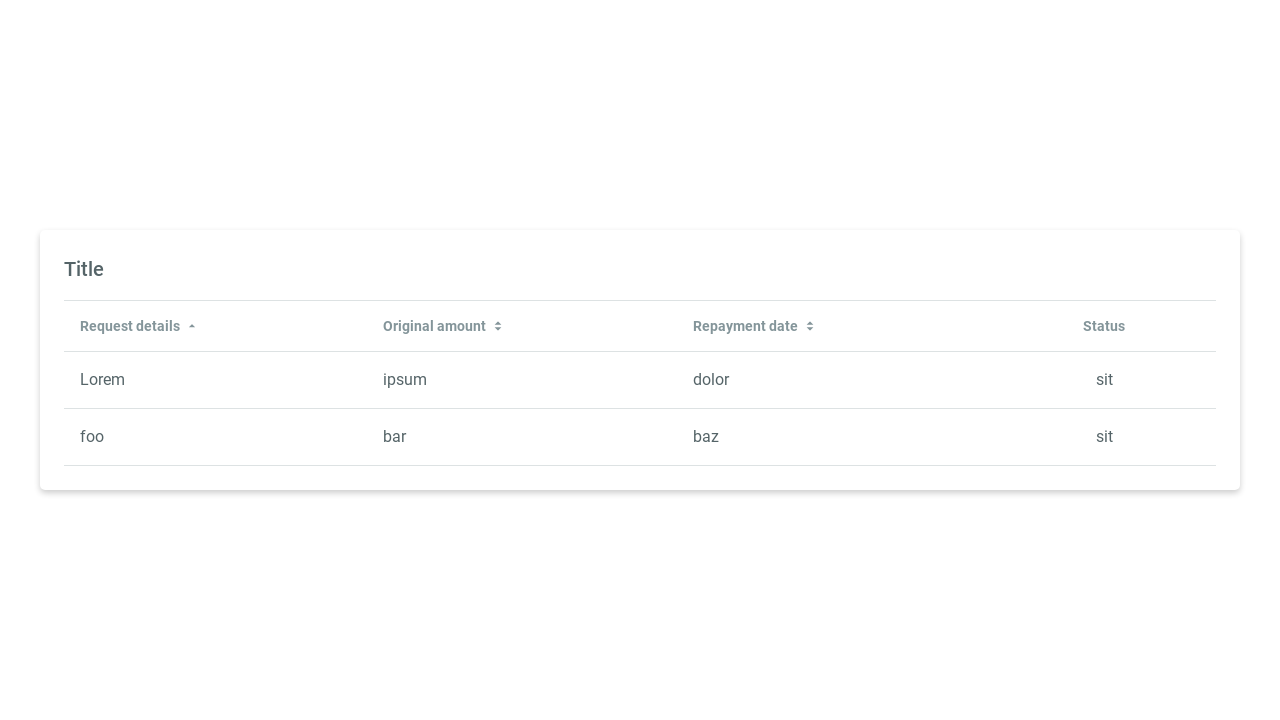 Title
Request details Original amount Repayment date Status
Lorem ipsum dolor sit
foo bar baz sit